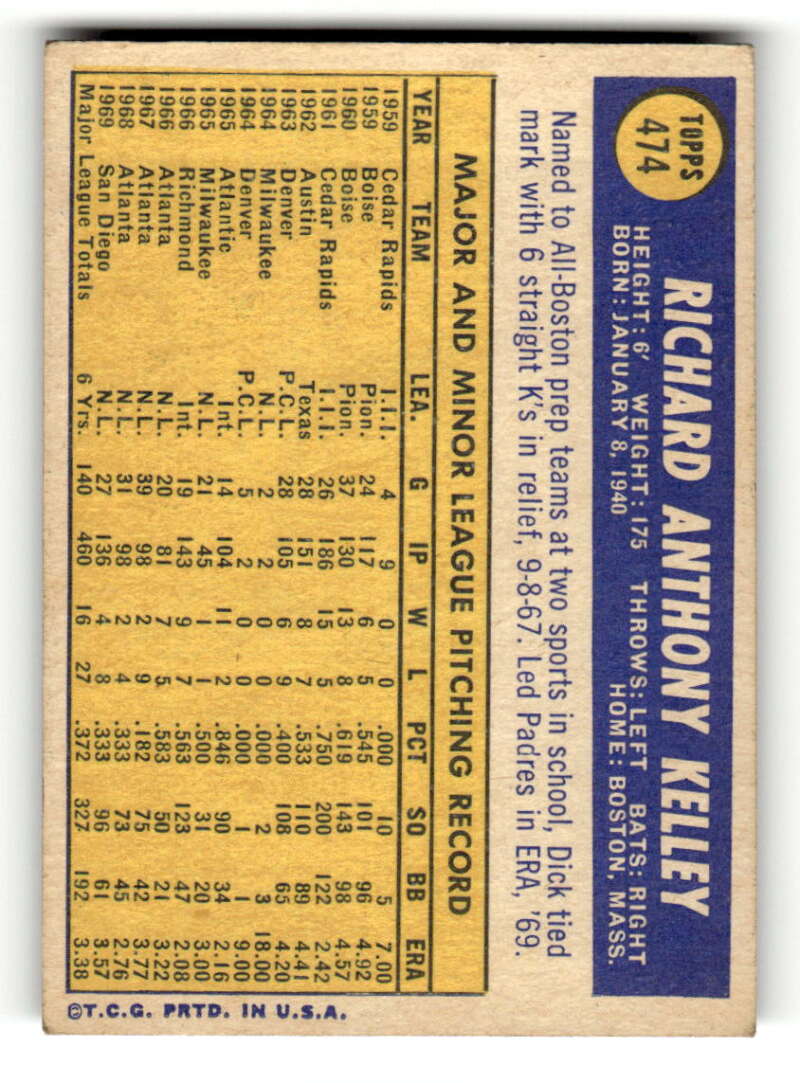 TOPPS
474
RICHARD ANTHONY KELLEY
HEIGHT: 6' WEIGHT: 175 THROWS: LEFT BATS: RIGHT
BORN: JANUARY 8, 1940 HOME: BOSTON, MASS.
Named to All-Boston prep teams at two sports in school, Dick tied
mark with 6 straight K's in relief, 9-8-67. Led Padres in ERA, '69.
MAJOR AND MINOR LEAGUE PITCHING RECORD
YEAR TEAM LEA. G IP W L PCT SO BB ERA
1959 Cedar Rapids I.I.I. 4 9 0 0 .000 10 5 7.00
1959 Boise Pion. 24 117 6 5 .545 101 96 4.92
1960 Boise Pion. 37 130 13 8 .619 143 98 4.57
1961 Cedar Rapids I.I.I. 26 186 15 5 .750 200 122 2.42
1962 Austin Texas 28 151 8 7 .533 110 89 4.41
1963 Denver P.C.L. 28 105 6 9 .400 108 65 4.20
1964 Milwaukee N.L. 2 2 0 0 .000 2 3 18.00
1964 Denver P.C.L. 5 2 0 0 .000 1 1 9.00
1965 Atlantic Int. 14 104 11 2 .846 90 34 2.16
1965 Milwaukee N.L. 21 45 1 1 .500 31 20 3.00
1966 Richmond Int. 19 143 9 7 .563 123 47 2.08
1966 Atlanta N.L. 20 81 7 5 .583 50 21 3.22
1967 Atlanta N.L. 39 98 2 9 .182 75 42 3.77
1968 Atlanta N.L. 31 98 2 4 .333 73 45 2.76
1969 San Diego N.L. 27 136 4 8 .333 96 61 3.57
Major League Totals 6 Yrs. 140 460 16 27 .372 327 192 3.38
©T.C.G. PRTD. IN U.S.A.